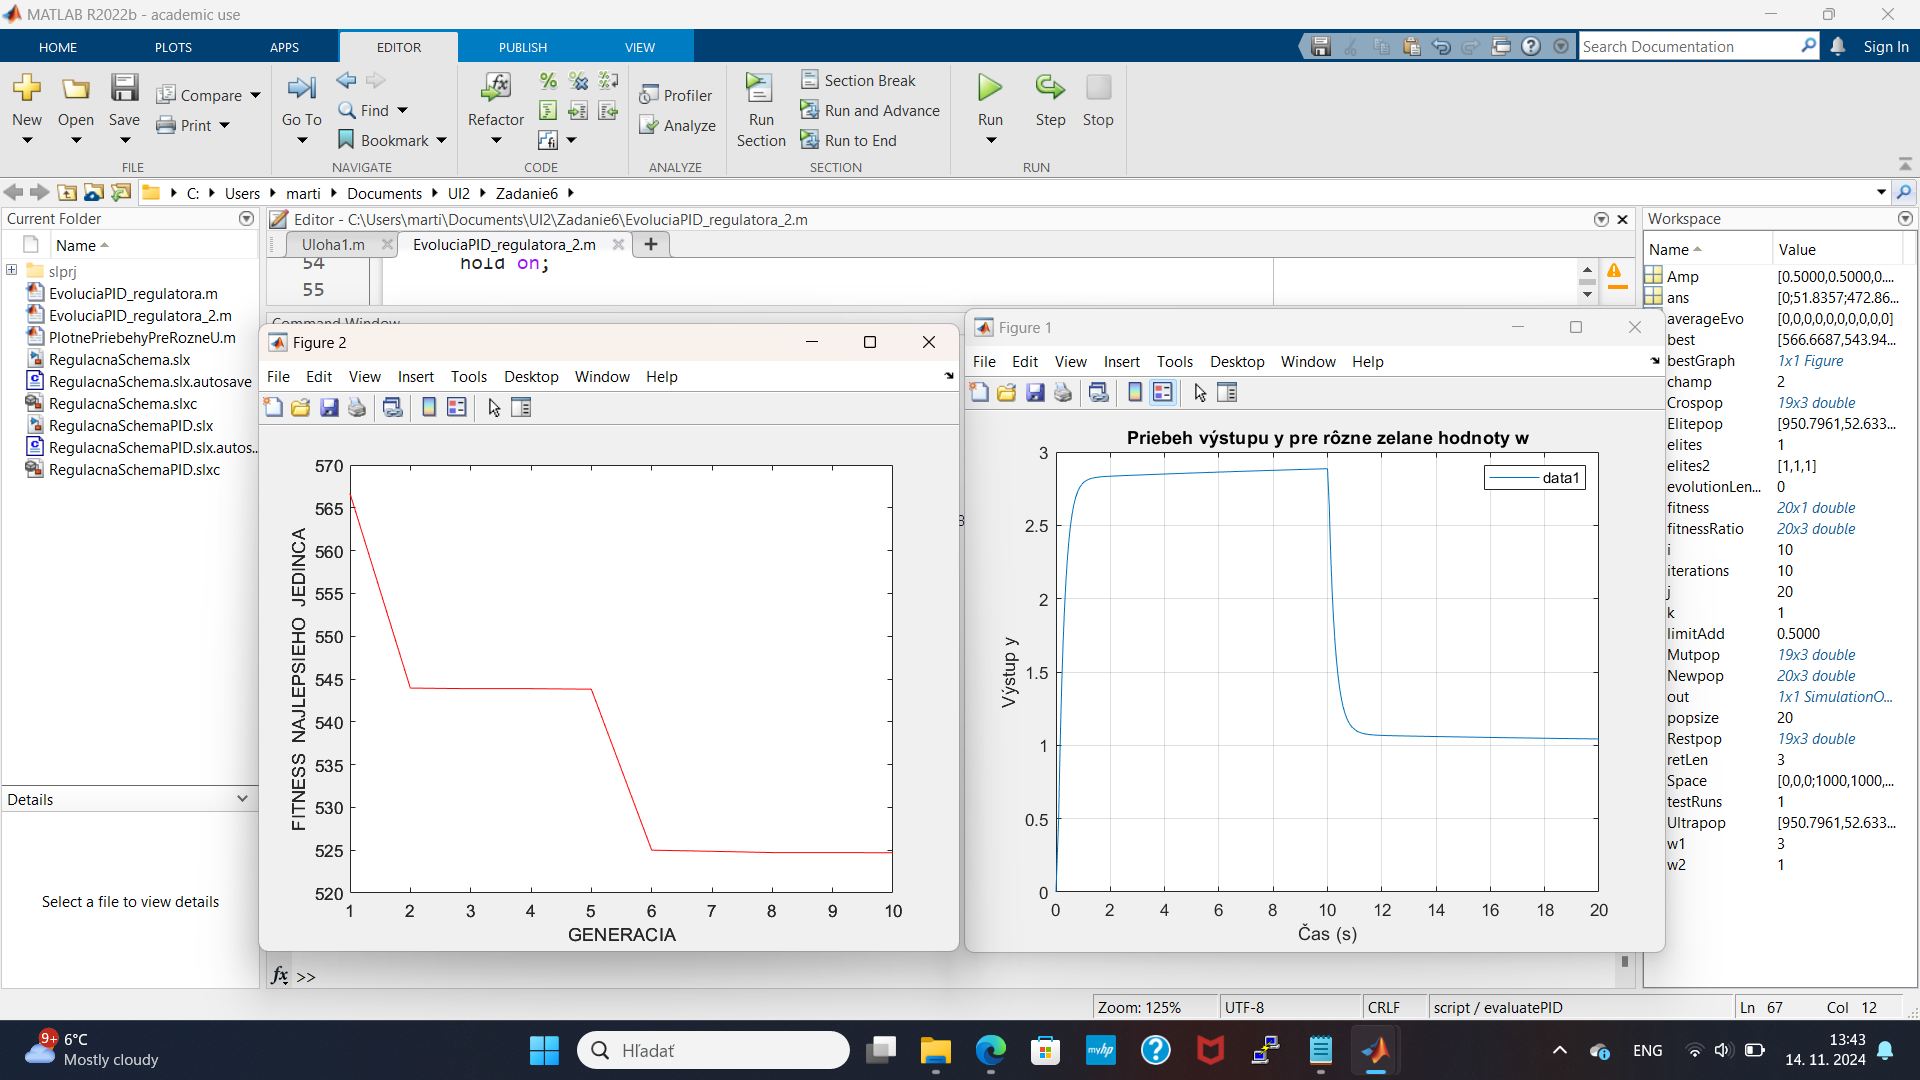 MATLAB R2022b - academic use
HOME PLOTS APPS EDITOR PUBLISH VIEW
Search Documentation
Sign In
New Open Save
Compare
Print
FILE
Go To
Find
Bookmark
NAVIGATE
Refactor
CODE
Profiler
Analyze
ANALYZE
Run Section
Section Break
Run and Advance
Run to End
SECTION
Run Step Stop
RUN
C: Users marti Documents UI2 Zadanie6
Current Folder
Name
slprj
EvoluciaPID_regulatora.m
EvoluciaPID_regulatora_2.m
PlotnePriebehyPreRozneU.m
RegulacnaSchema.slx
RegulacnaSchema.slx.autosave
RegulacnaSchema.slxc
RegulacnaSchemaPID.slx
RegulacnaSchemaPID.slx.autos...
RegulacnaSchemaPID.slxc
Details
Select a file to view details
Editor - C:\Users\marti\Documents\UI2\Zadanie6\EvoluciaPID_regulatora_2.m
Uloha1.m
EvoluciaPID_regulatora_2.m
54 hold on;
55
Command Window
Figure 2
File Edit View Insert Tools Desktop Window Help
FITNESS NAJLEPSIEHO JEDINCA
570
565
560
555
550
545
540
535
530
525
520
1 2 3 4 5 6 7 8 9 10
GENERACIA
Figure 1
File Edit View Insert Tools Desktop Window Help
Priebeh výstupu y pre rôzne zelane hodnoty w
data1
Výstup y
3
2.5
2
1.5
1
0.5
0
0 2 4 6 8 10 12 14 16 18 20
Čas (s)
fx >>
Workspace
Name Value
Amp [0.5000,0.5000,0....
ans [0;51.8357;472.86...
averageEvo [0,0,0,0,0,0,0,0,0,0]
best [566.6687,543.94...
bestGraph 1x1 Figure
champ 2
Crospop 19x3 double
Elitepop [950.7961,52.633...
elites 1
elites2 [1,1,1]
evolutionLen... 0
fitness 20x1 double
fitnessRatio 20x3 double
i 10
iterations 10
j 20
k 1
limitAdd 0.5000
Mutpop 19x3 double
Newpop 20x3 double
out 1x1 SimulationO...
popsize 20
Restpop 19x3 double
retLen 3
Space [0,0,0;1000,1000,...
testRuns 1
Ultrapop [950.7961,52.633...
w1 3
w2 1
Zoom: 125% UTF-8 CRLF script / evaluatePID Ln 67 Col 12
9+
6°C
Mostly cloudy
Hľadať
myhp
ENG
13:43
14. 11. 2024